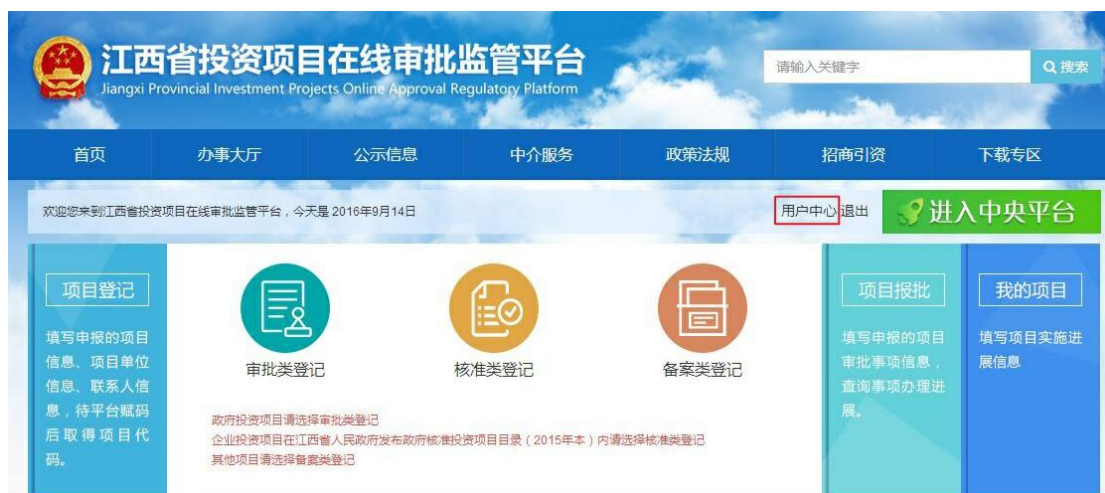 江西省投资项目在线审批监管平台
Jiangxi Provincial Investment Projects Online Approval Regulatory Platform
请输入关键字
搜索
首页 办事大厅 公示信息 中介服务 政策法规 招商引资 下载专区
欢迎您来到江西省投资项目在线审批监管平台，今天是 2016年9月14日
用户中心 退出
进入中央平台
项目登记
填写申报的项目
信息、项目单位
信息、联系人信
息，待平台赋码
后取得项目代
码。
审批类登记
核准类登记
备案类登记
政府投资项目请选择审批类登记
企业投资项目在江西省人民政府发布政府核准投资项目目录（2015年本）内请选择核准类登记
其他项目请选择备案类登记
项目报批
填写申报的项目
审批事项信息，
查询事项办理进
展。
我的项目
填写项目实施进
展信息